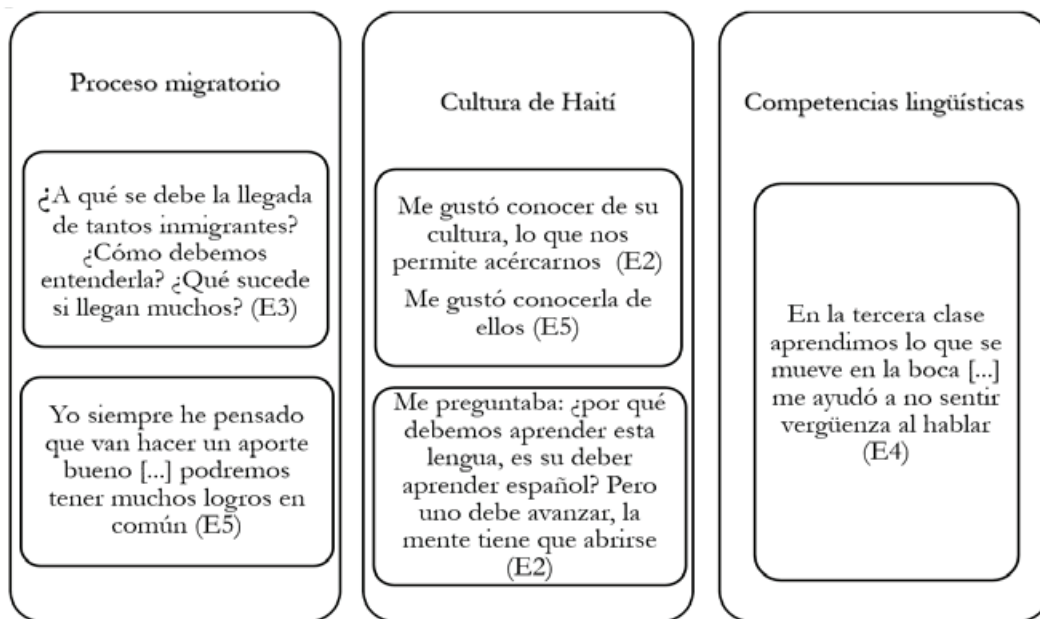 Proceso migratorio
¿A qué se debe la llegada
de tantos inmigrantes?
¿Cómo debemos
entenderla? ¿Qué sucede
si llegan muchos? (E3)
Yo siempre he pensado
que van hacer un aporte
bueno [...] podremos
tener muchos logros en
común (E5)
Cultura de Haití
Me gustó conocer de su
cultura, lo que nos
permite acércarnos (E2)
Me gustó conocerla de
ellos (E5)
Me preguntaba: ¿por qué
debemos aprender esta
lengua, es su deber
aprender español? Pero
uno debe avanzar, la
mente tiene que abrirse
(E2)
Competencias lingüísticas
En la tercera clase
aprendimos lo que se
mueve en la boca [...]
me ayudó a no sentir
vergüenza al hablar
(E4)